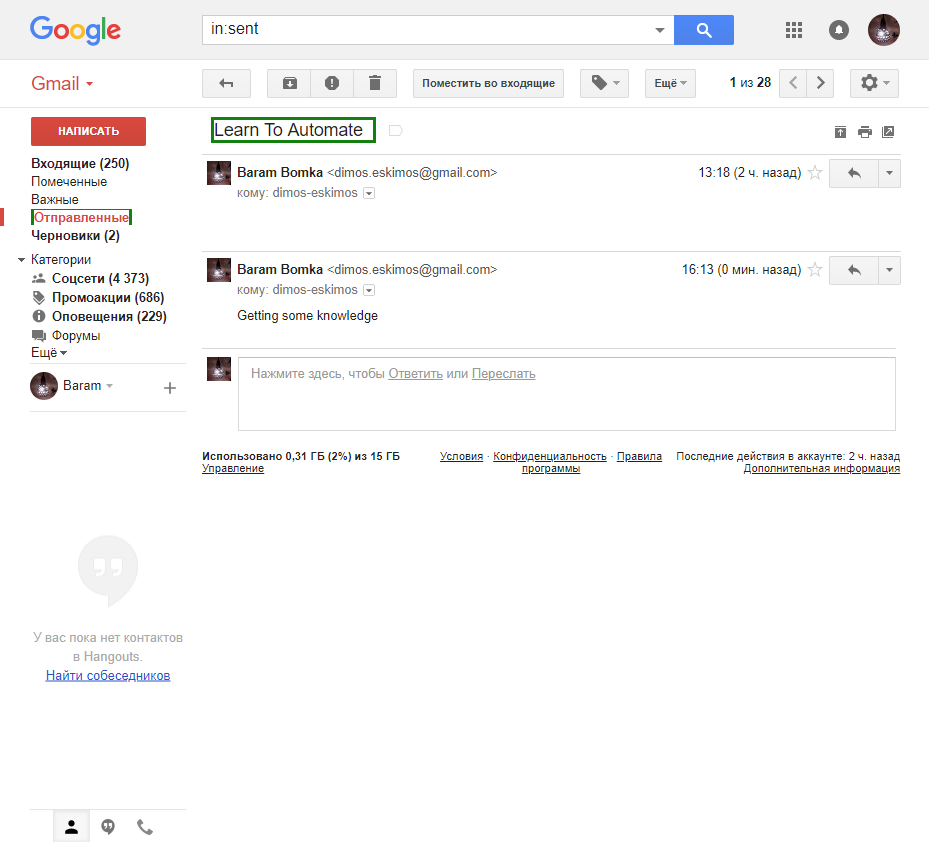 Google
in:sent
Gmail
Поместить во входящие
Ещё
1 из 28
НАПИСАТЬ
Входящие (250)
Помеченные
Важные
Отправленные
Черновики (2)
Категории
Соцсети (4 373)
Промоакции (686)
Оповещения (229)
Форумы
Ещё
Baram
Learn To Automate
Baram Bomka <dimos.eskimos@gmail.com>
13:18 (2 ч. назад)
кому: dimos-eskimos
Baram Bomka <dimos.eskimos@gmail.com>
16:13 (0 мин. назад)
кому: dimos-eskimos
Getting some knowledge
Нажмите здесь, чтобы Ответить или Переслать
Использовано 0,31 ГБ (2%) из 15 ГБ
Управление
Условия · Конфиденциальность · Правила
программы
Последние действия в аккаунте: 2 ч. назад
Дополнительная информация
У вас пока нет контактов
в Hangouts.
Найти собеседников